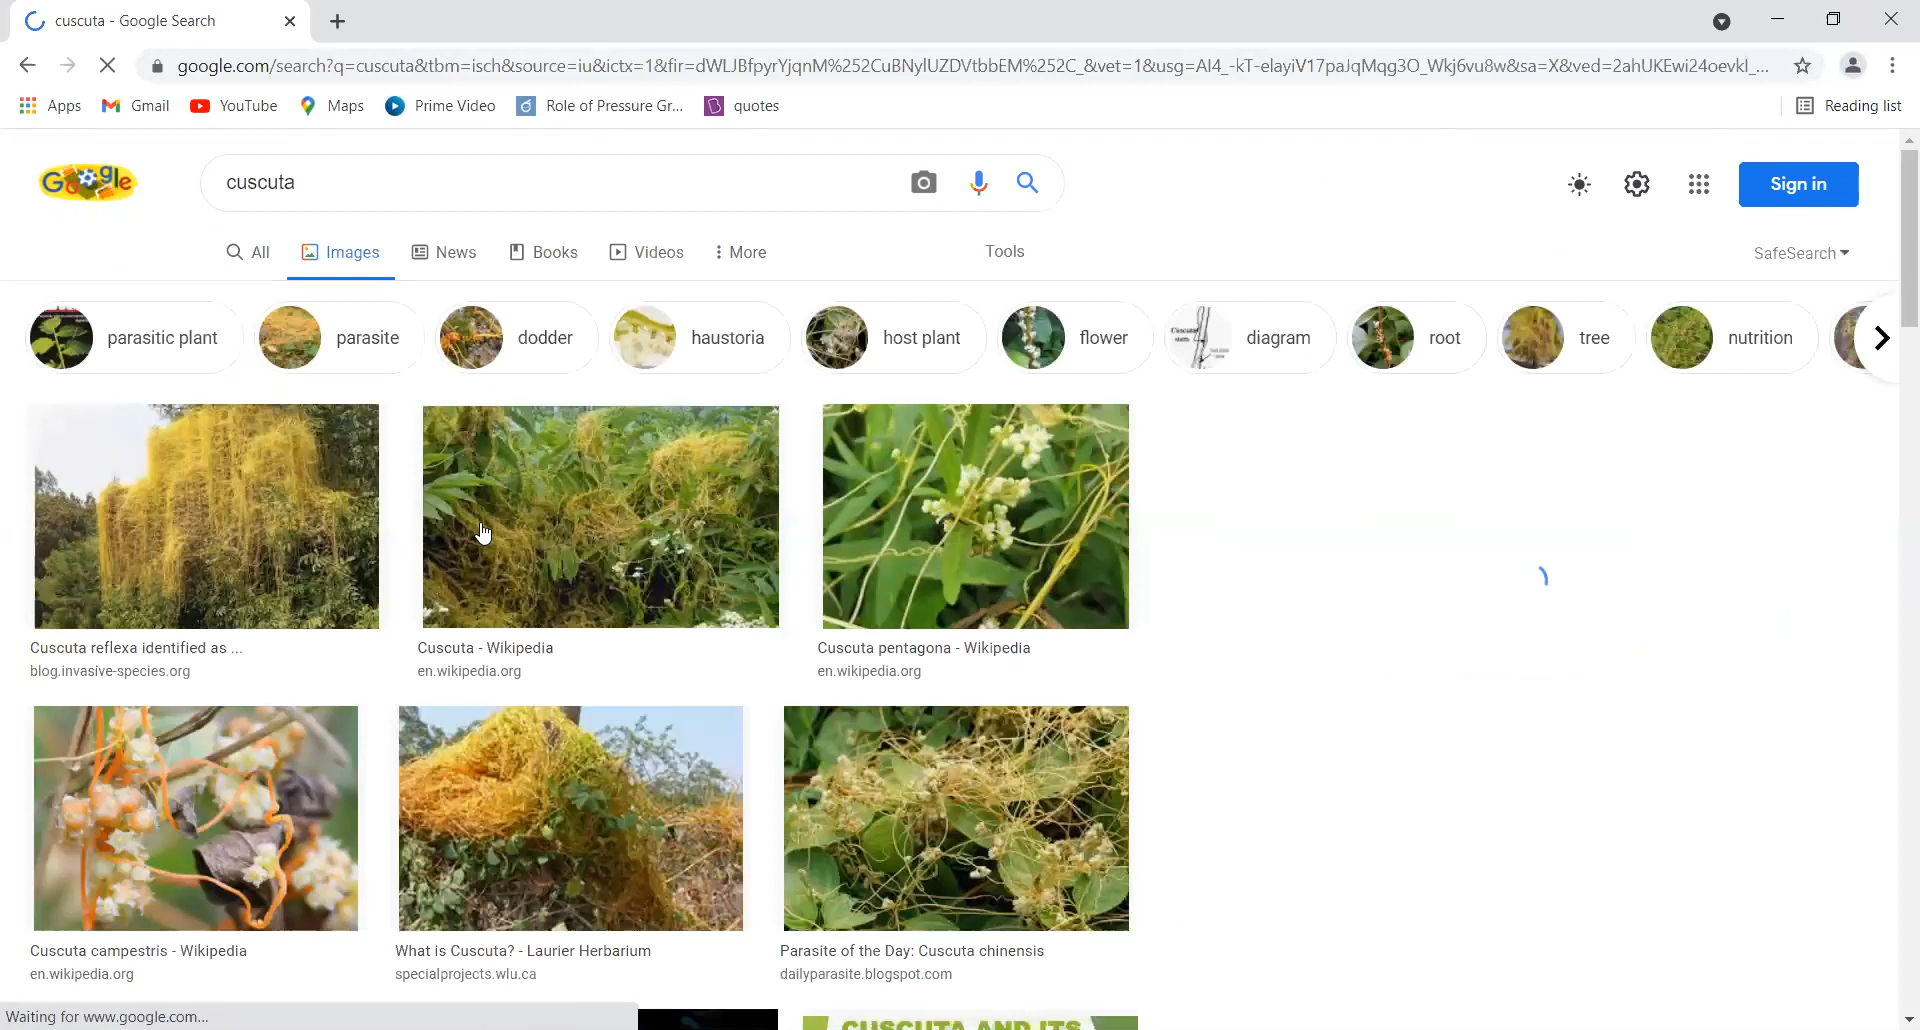 cuscuta - Google Search
google.com/search?q=cuscuta&tbm=isch&source=iu&ictx=1&fir=dWLJBfpyrYjqnM%252CuBNylUZDVtbbEM%252C_&vet=1&usg=AI4_-kT-elayiV17paJqMqg3O_Wkj6vu8w&sa=X&ved=2ahUKEwi24oevkl_...
Apps Gmail YouTube Maps Prime Video Role of Pressure Gr... quotes Reading list
Google cuscuta Sign in
All Images News Books Videos More Tools SafeSearch
parasitic plant parasite dodder haustoria host plant flower diagram root tree nutrition
Cuscuta reflexa identified as ... Cuscuta - Wikipedia Cuscuta pentagona - Wikipedia
blog.invasive-species.org en.wikipedia.org en.wikipedia.org
Cuscuta campestris - Wikipedia What is Cuscuta? - Laurier Herbarium Parasite of the Day: Cuscuta chinensis
en.wikipedia.org specialprojects.wlu.ca dailyparasite.blogspot.com
Waiting for www.google.com...
CUSCUTA AND ITS